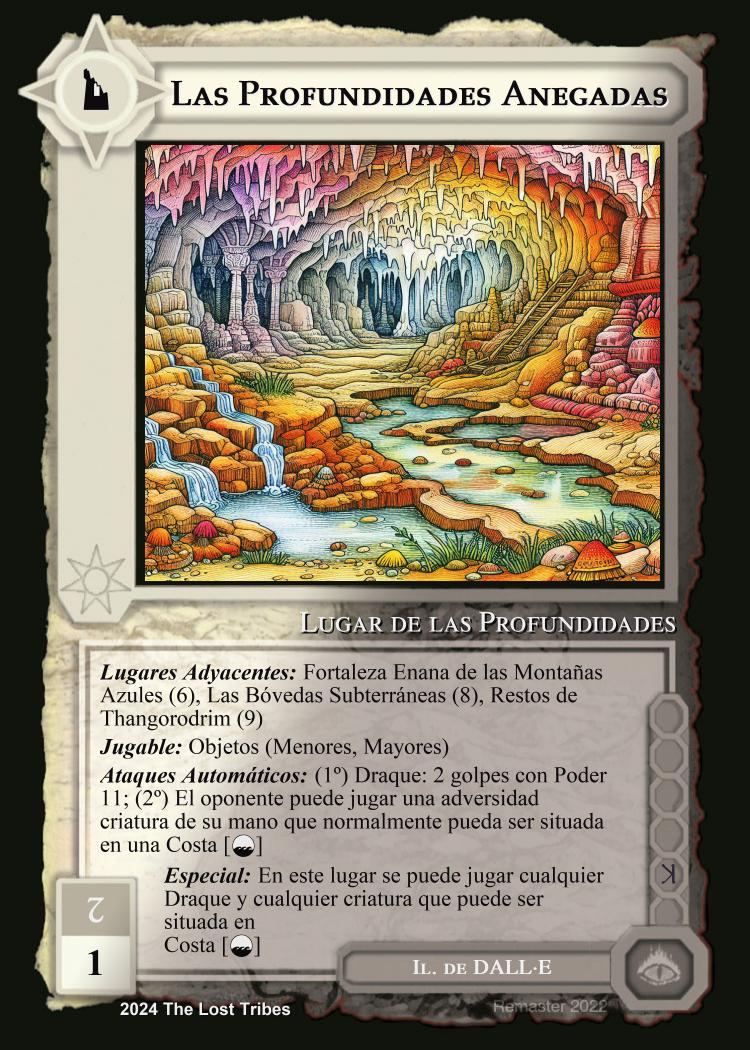 Las Profundidades Anegadas
Lugar de las Profundidades
Lugares Adyacentes: Fortaleza Enana de las Montañas
Azules (6), Las Bóvedas Subterráneas (8), Restos de
Thangorodrim (9)
Jugable: Objetos (Menores, Mayores)
Ataques Automáticos: (1º) Draque: 2 golpes con Poder
11; (2º) El oponente puede jugar una adversidad
criatura de su mano que normalmente pueda ser situada
en una Costa [ ]
Especial: En este lugar se puede jugar cualquier
Draque y cualquier criatura que puede ser
situada en
Costa [ ]
2
1
Il. de DALL·E
2024 The Lost Tribes
Remaster 2022